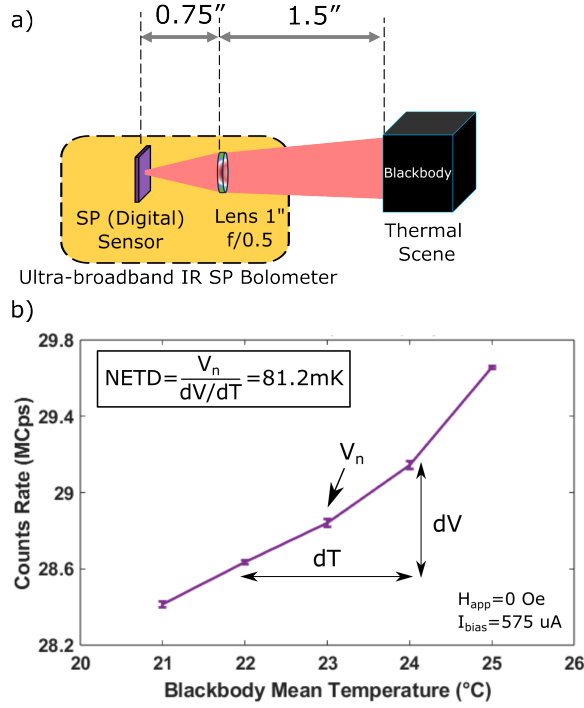 a)
0.75”
1.5”
Blackbody
SP (Digital)
Sensor
Lens 1"
f/0.5
Thermal
Scene
Ultra-broadband IR SP Bolometer
b)
29.8
29.4
29
28.6
28.2
Counts Rate (MCps)
NETD=Vn/dV/dT=81.2mK
Vn
dV
dT
Happ=0 Oe
Ibias=575 uA
20 21 22 23 24 25 26
Blackbody Mean Temperature (°C)